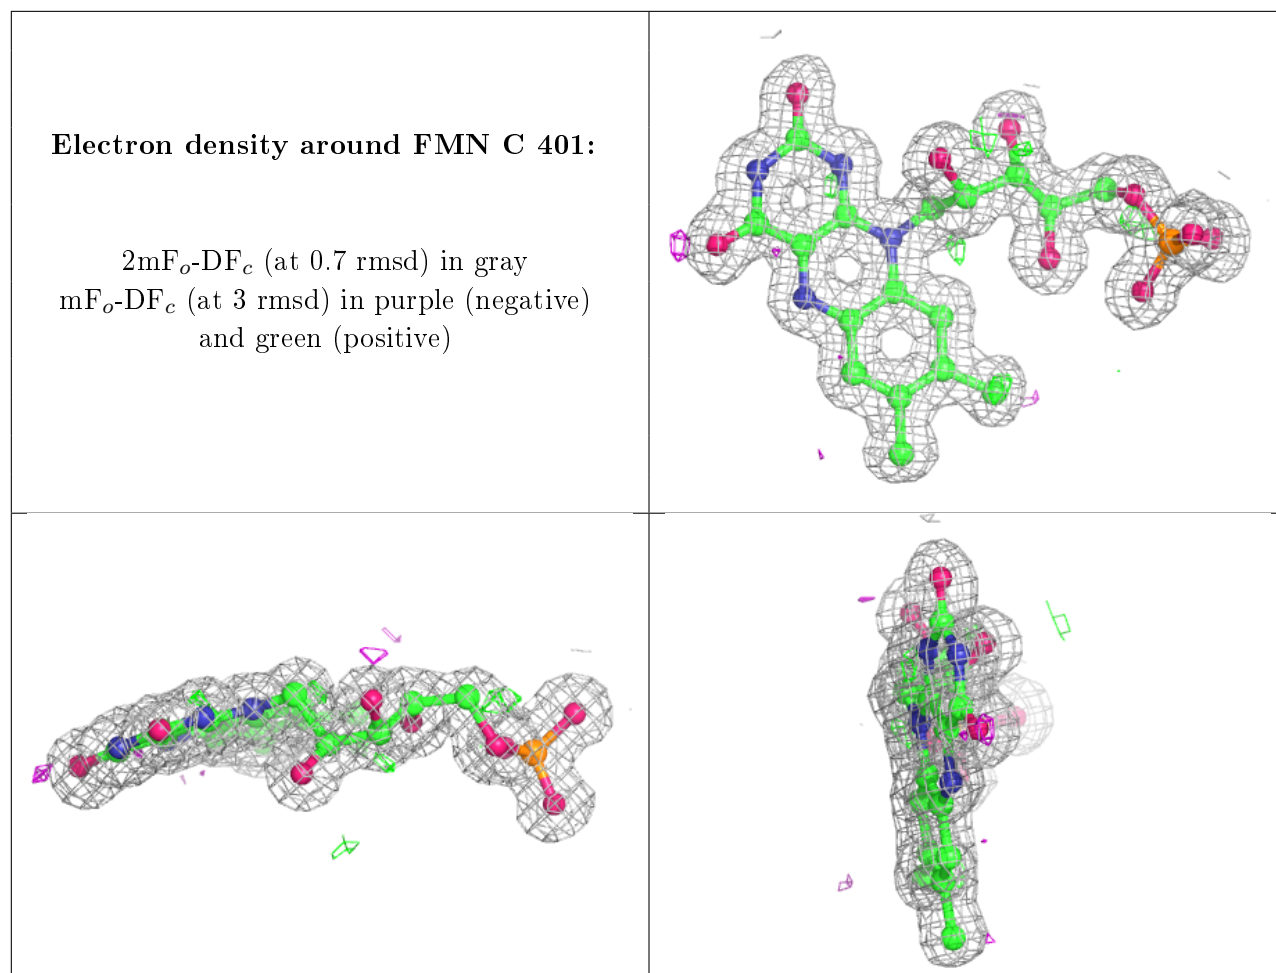 Electron density around FMN C 401:
2mFo-DFc (at 0.7 rmsd) in gray
mFo-DFc (at 3 rmsd) in purple (negative)
and green (positive)